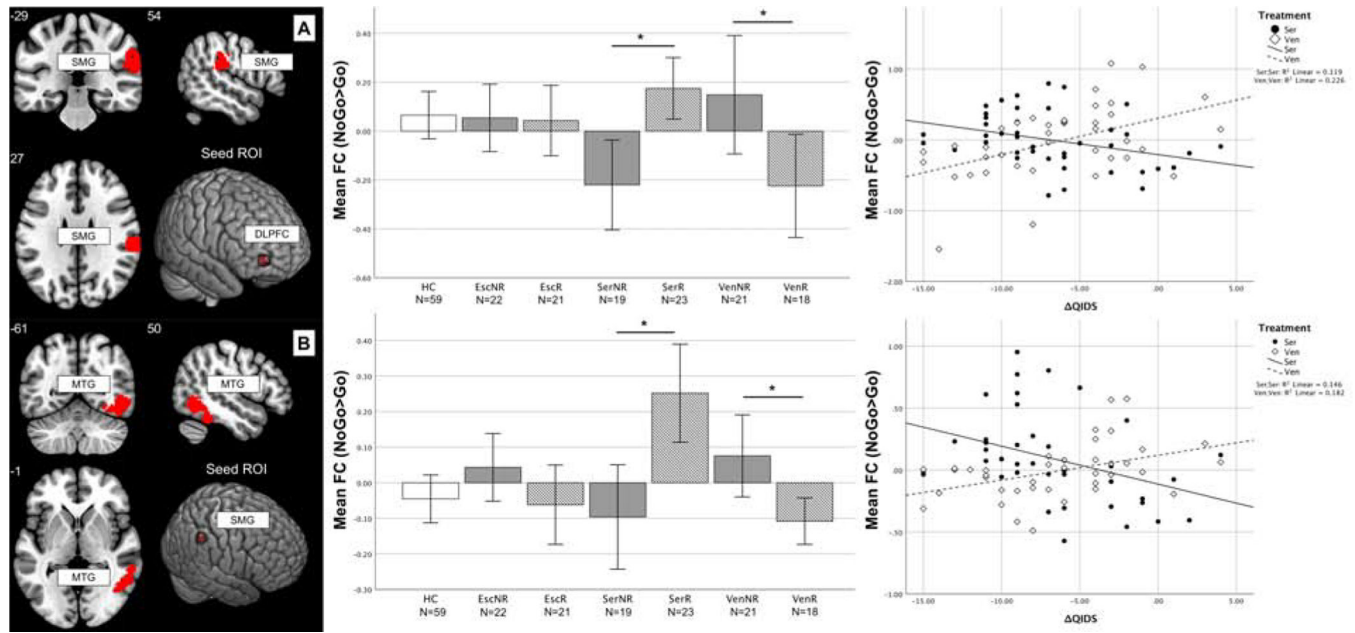 -29
54
A
SMG
SMG
27
Seed ROI
SMG
DLPFC
Mean FC (NoGo>Go)
0.40
0.20
0.00
-0.20
-0.40
-0.60
*
*
HC EscNR EscR SerNR SerR VenNR VenR
N=59 N=22 N=21 N=19 N=23 N=21 N=18
Mean FC (NoGo>Go)
1.00
.00
-1.00
-2.00
-15.00 -10.00 -5.00 .00 5.00
ΔQIDS
Treatment
Ser
Ven
Ser
Ven
Ser;Ser: R² Linear = 0.119
Ven;Ven: R² Linear = 0.226
-61
50
B
MTG
MTG
-1
Seed ROI
SMG
MTG
Mean FC (NoGo>Go)
0.40
0.30
0.20
0.10
0.00
-0.10
-0.20
-0.30
*
*
HC EscNR EscR SerNR SerR VenNR VenR
N=59 N=22 N=21 N=19 N=23 N=21 N=18
Mean FC (NoGo>Go)
1.00
.50
.00
-.50
-1.00
-15.00 -10.00 -5.00 .00 5.00
ΔQIDS
Treatment
Ser
Ven
Ser
Ven
Ser;Ser: R² Linear = 0.146
Ven;Ven: R² Linear = 0.182